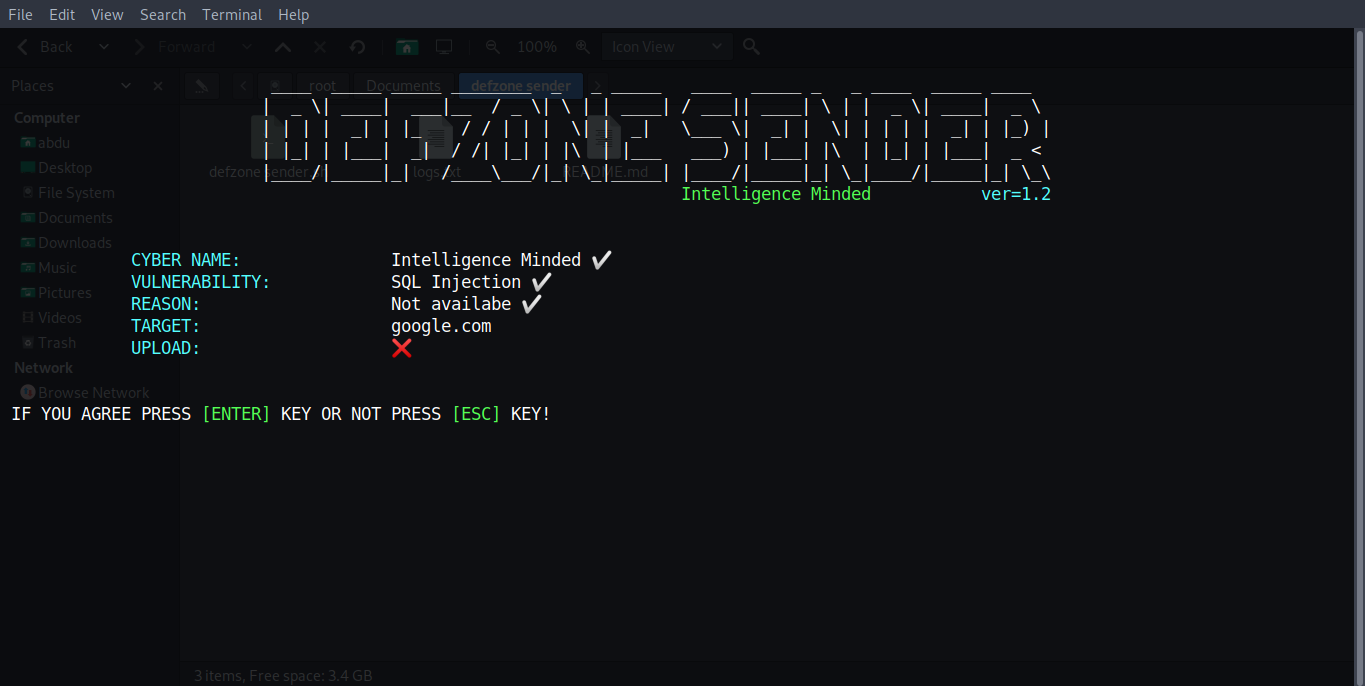 File Edit View Search Terminal Help
Back Forward 100% Icon View
Places root Documents defzone sender
DEFZONE SENDER
Computer
abdu
Desktop
defzone sender.sh logs.txt README.md
File System
Intelligence Minded ver=1.2
Documents
Downloads
CYBER NAME: Intelligence Minded ✔
Music
VULNERABILITY: SQL Injection ✔
Pictures
REASON: Not availabe ✔
Videos
TARGET: google.com
Trash
UPLOAD: ❌
Network
Browse Network
IF YOU AGREE PRESS [ENTER] KEY OR NOT PRESS [ESC] KEY!
3 items, Free space: 3.4 GB